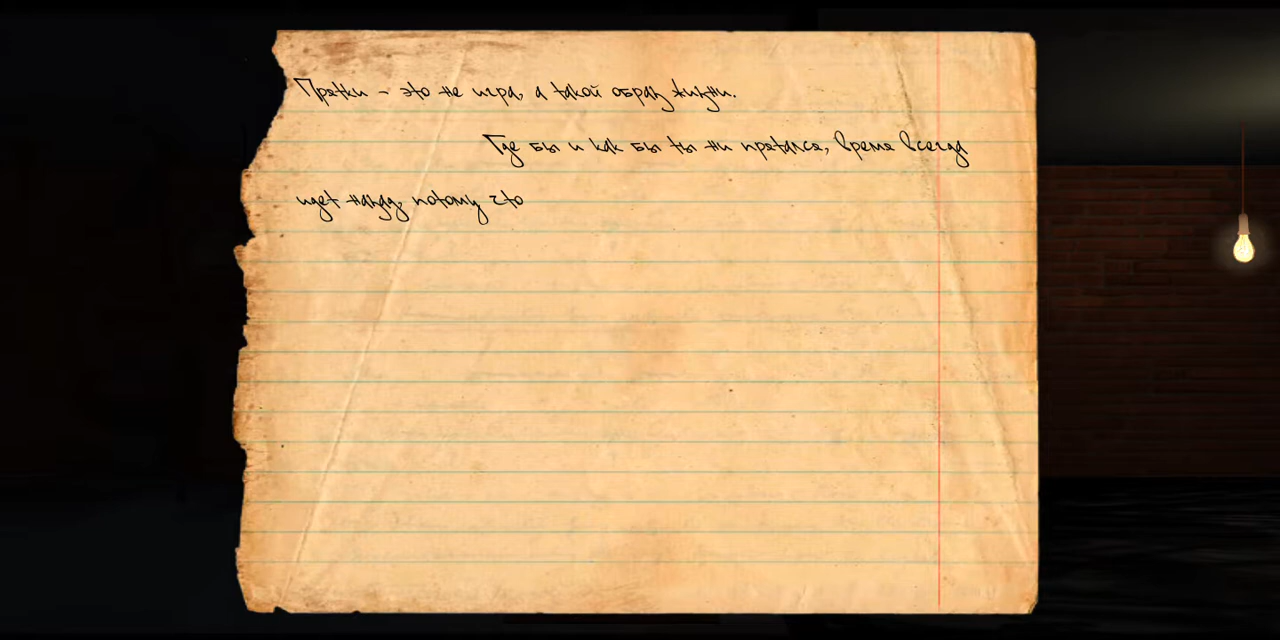 Прятки - это не игра, а такой образ жизни.
Где бы и как бы ты ни прятался, время всегда
идет назад, потому что